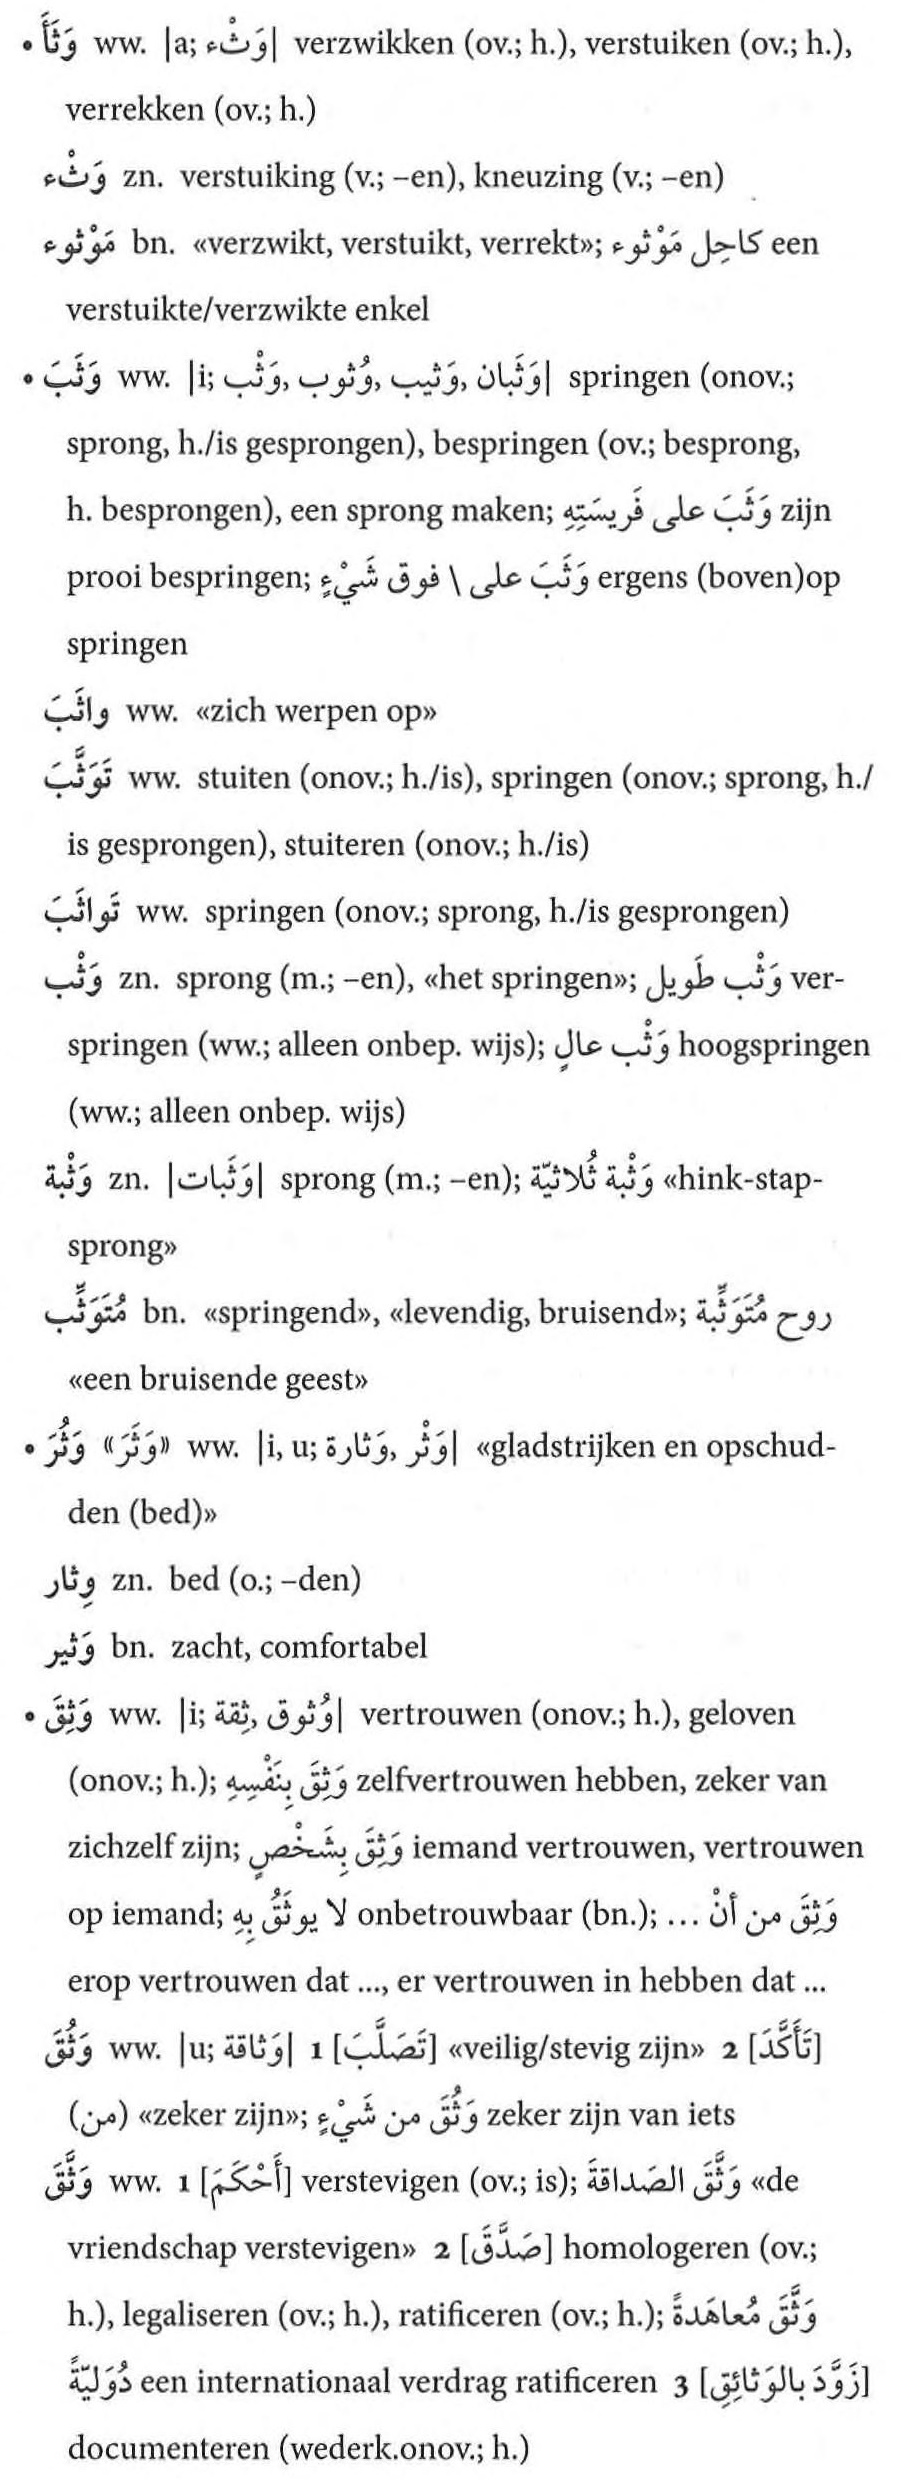 • وَثَأَ ww. |a; وَثْء| verzwikken (ov.; h.), verstuiken (ov.; h.),
verrekken (ov.; h.)
وَثْء zn. verstuiking (v.; –en), kneuzing (v.; –en)
مَوْثوء bn. «verzwikt, verstuikt, verrekt»; كاحِل مَوْثوء een
verstuikte/verzwikte enkel
• وَثَبَ ww. |i; وَثْب, وُثوب, وَثيب, وَثَبان| springen (onov.;
sprong, h./is gesprongen), bespringen (ov.; besprong,
h. besprongen), een sprong maken; وَثَبَ على فَريسَتِهِ zijn
prooi bespringen; وَثَبَ على \ فوق شَيْءٍ ergens (boven)op
springen
واثَبَ ww. «zich werpen op»
تَوَثَّبَ ww. stuiten (onov.; h./is), springen (onov.; sprong, h./
is gesprongen), stuiteren (onov.; h./is)
تَواثَبَ ww. springen (onov.; sprong, h./is gesprongen)
وَثْب zn. sprong (m.; –en), «het springen»; وَثْب طَويل ver-
springen (ww.; alleen onbep. wijs); وَثْب عالٍ hoogspringen
(ww.; alleen onbep. wijs)
وَثْبة zn. |وَثَبات| sprong (m.; –en); وَثْبة ثُلاثيّة «hink-stap-
sprong»
مُتَوَثِّب bn. «springend», «levendig, bruisend»; روح مُتَوَثِّبة
«een bruisende geest»
• وَثُرَ «وَثَرَ» ww. |i, u; وَثْر, وَثارة| «gladstrijken en opschud-
den (bed)»
وِثار zn. bed (o.; –den)
وَثير bn. zacht, comfortabel
• وَثِقَ ww. |i; ثِقة, وُثوق| vertrouwen (onov.; h.), geloven
(onov.; h.); وَثِقَ بِنَفْسِهِ zelfvertrouwen hebben, zeker van
zichzelf zijn; وَثِقَ بِشَخْصٍ iemand vertrouwen, vertrouwen
op iemand; لا يوثَقُ بِهِ onbetrouwbaar (bn.); وَثِقَ من أنْ ...
erop vertrouwen dat ..., er vertrouwen in hebben dat ...
وَثُقَ ww. |u; وَثاقة| 1 [تَصَلَّبَ] «veilig/stevig zijn» 2 [تَأَكَّدَ]
(من) «zeker zijn»; وَثُقَ من شَيْءٍ zeker zijn van iets
وَثَّقَ ww. 1 [أَحْكَمَ] verstevigen (ov.; is); وَثَّقَ الصَداقةَ «de
vriendschap verstevigen» 2 [صَدَّقَ] homologeren (ov.;
h.), legaliseren (ov.; h.), ratificeren (ov.; h.); وَثَّقَ مُعاهَدةً
دُوَليّةً een internationaal verdrag ratificeren 3 [زَوَّدَ بالوَثائِقِ]
documenteren (wederk.onov.; h.)